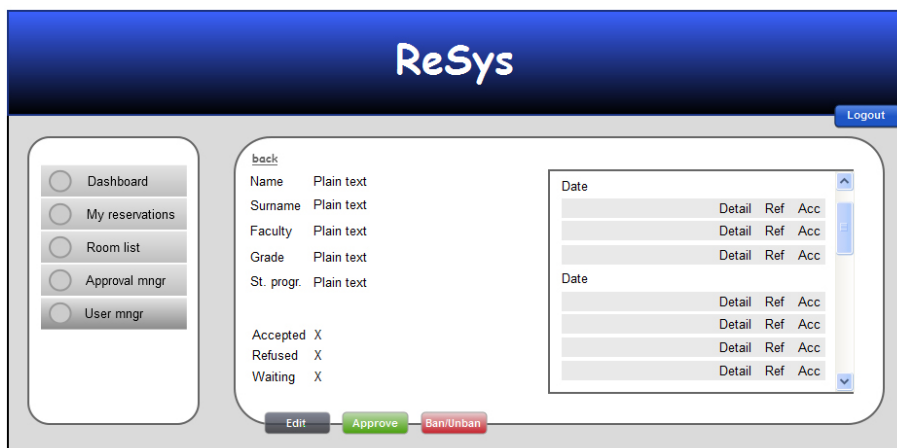 ReSys
Logout
Dashboard
My reservations
Room list
Approval mngr
User mngr
back
Name Plain text
Surname Plain text
Faculty Plain text
Grade Plain text
St. progr. Plain text
Accepted X
Refused X
Waiting X
Date
Detail Ref Acc
Detail Ref Acc
Detail Ref Acc
Date
Detail Ref Acc
Detail Ref Acc
Detail Ref Acc
Detail Ref Acc
Edit Approve Ban/Unban